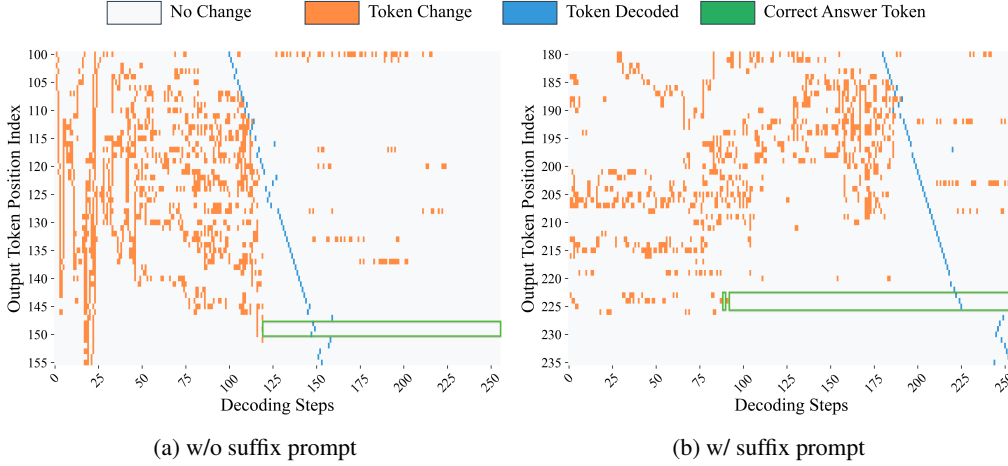 No Change Token Change Token Decoded Correct Answer Token
Output Token Position Index
100
105
110
115
120
125
130
135
140
145
150
155
0 25 50 75 100 125 150 175 200 225 250
Decoding Steps
(a) w/o suffix prompt
Output Token Position Index
180
185
190
195
200
205
210
215
220
225
230
235
0 25 50 75 100 125 150 175 200 225 250
Decoding Steps
(b) w/ suffix prompt